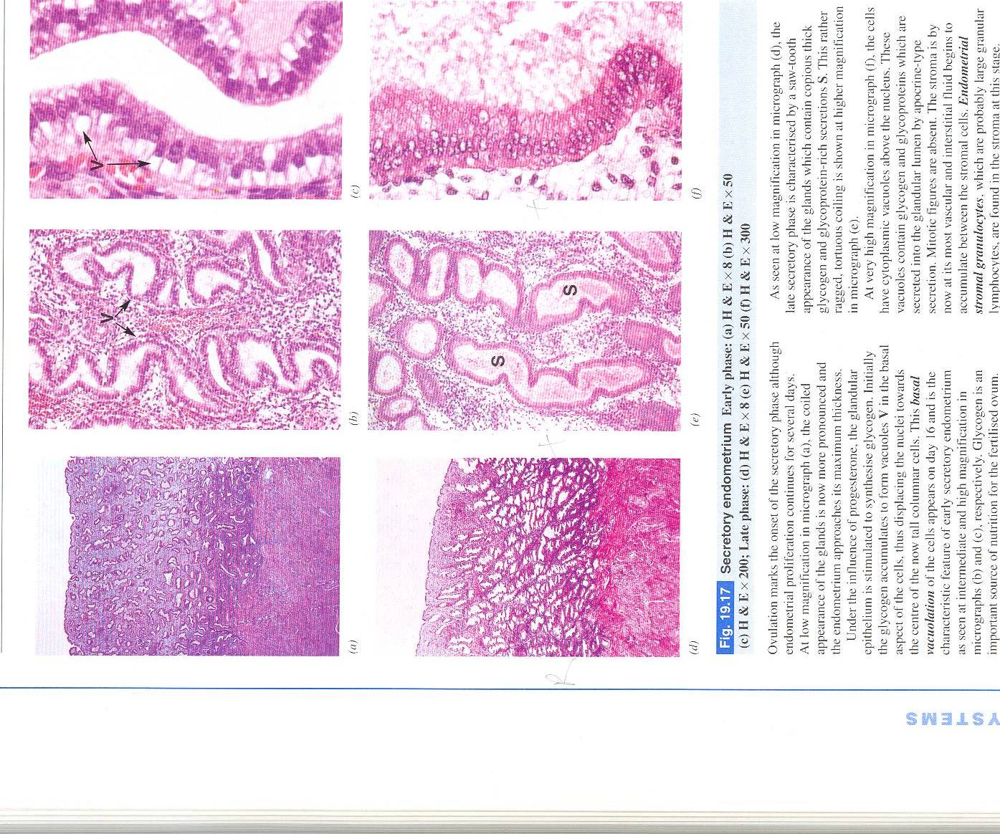 (a)
(b)
V
(c)
V
(d)
(e)
S
S
(f)
Fig. 19.17 Secretory endometrium Early phase: (a) H & E × 8 (b) H & E × 50
(c) H & E × 200; Late phase: (d) H & E × 8 (e) H & E × 50 (f) H & E × 300
Ovulation marks the onset of the secretory phase although
endometrial proliferation continues for several days.
At low magnification in micrograph (a), the coiled
appearance of the glands is now more pronounced and
the endometrium approaches its maximum thickness.
Under the influence of progesterone, the glandular
epithelium is stimulated to synthesise glycogen. Initially
the glycogen accumulates to form vacuoles V in the basal
aspect of the cells, thus displacing the nuclei towards
the centre of the now tall columnar cells. This basal
vacuolation of the cells appears on day 16 and is the
characteristic feature of early secretory endometrium
as seen at intermediate and high magnification in
micrographs (b) and (c), respectively. Glycogen is an
important source of nutrition for the fertilised ovum.
As seen at low magnification in micrograph (d), the
late secretory phase is characterised by a saw-tooth
appearance of the glands which contain copious thick
glycogen and glycoprotein-rich secretions S. This rather
ragged, tortuous coiling is shown at higher magnification
in micrograph (e).
At very high magnification in micrograph (f), the cells
have cytoplasmic vacuoles above the nucleus. These
vacuoles contain glycogen and glycoproteins which are
secreted into the glandular lumen by apocrine-type
secretion. Mitotic figures are absent. The stroma is by
now at its most vascular and interstitial fluid begins to
accumulate between the stromal cells. Endometrial
stromal granulocytes, which are probably large granular
lymphocytes, are found in the stroma at this stage.
YSTEMS